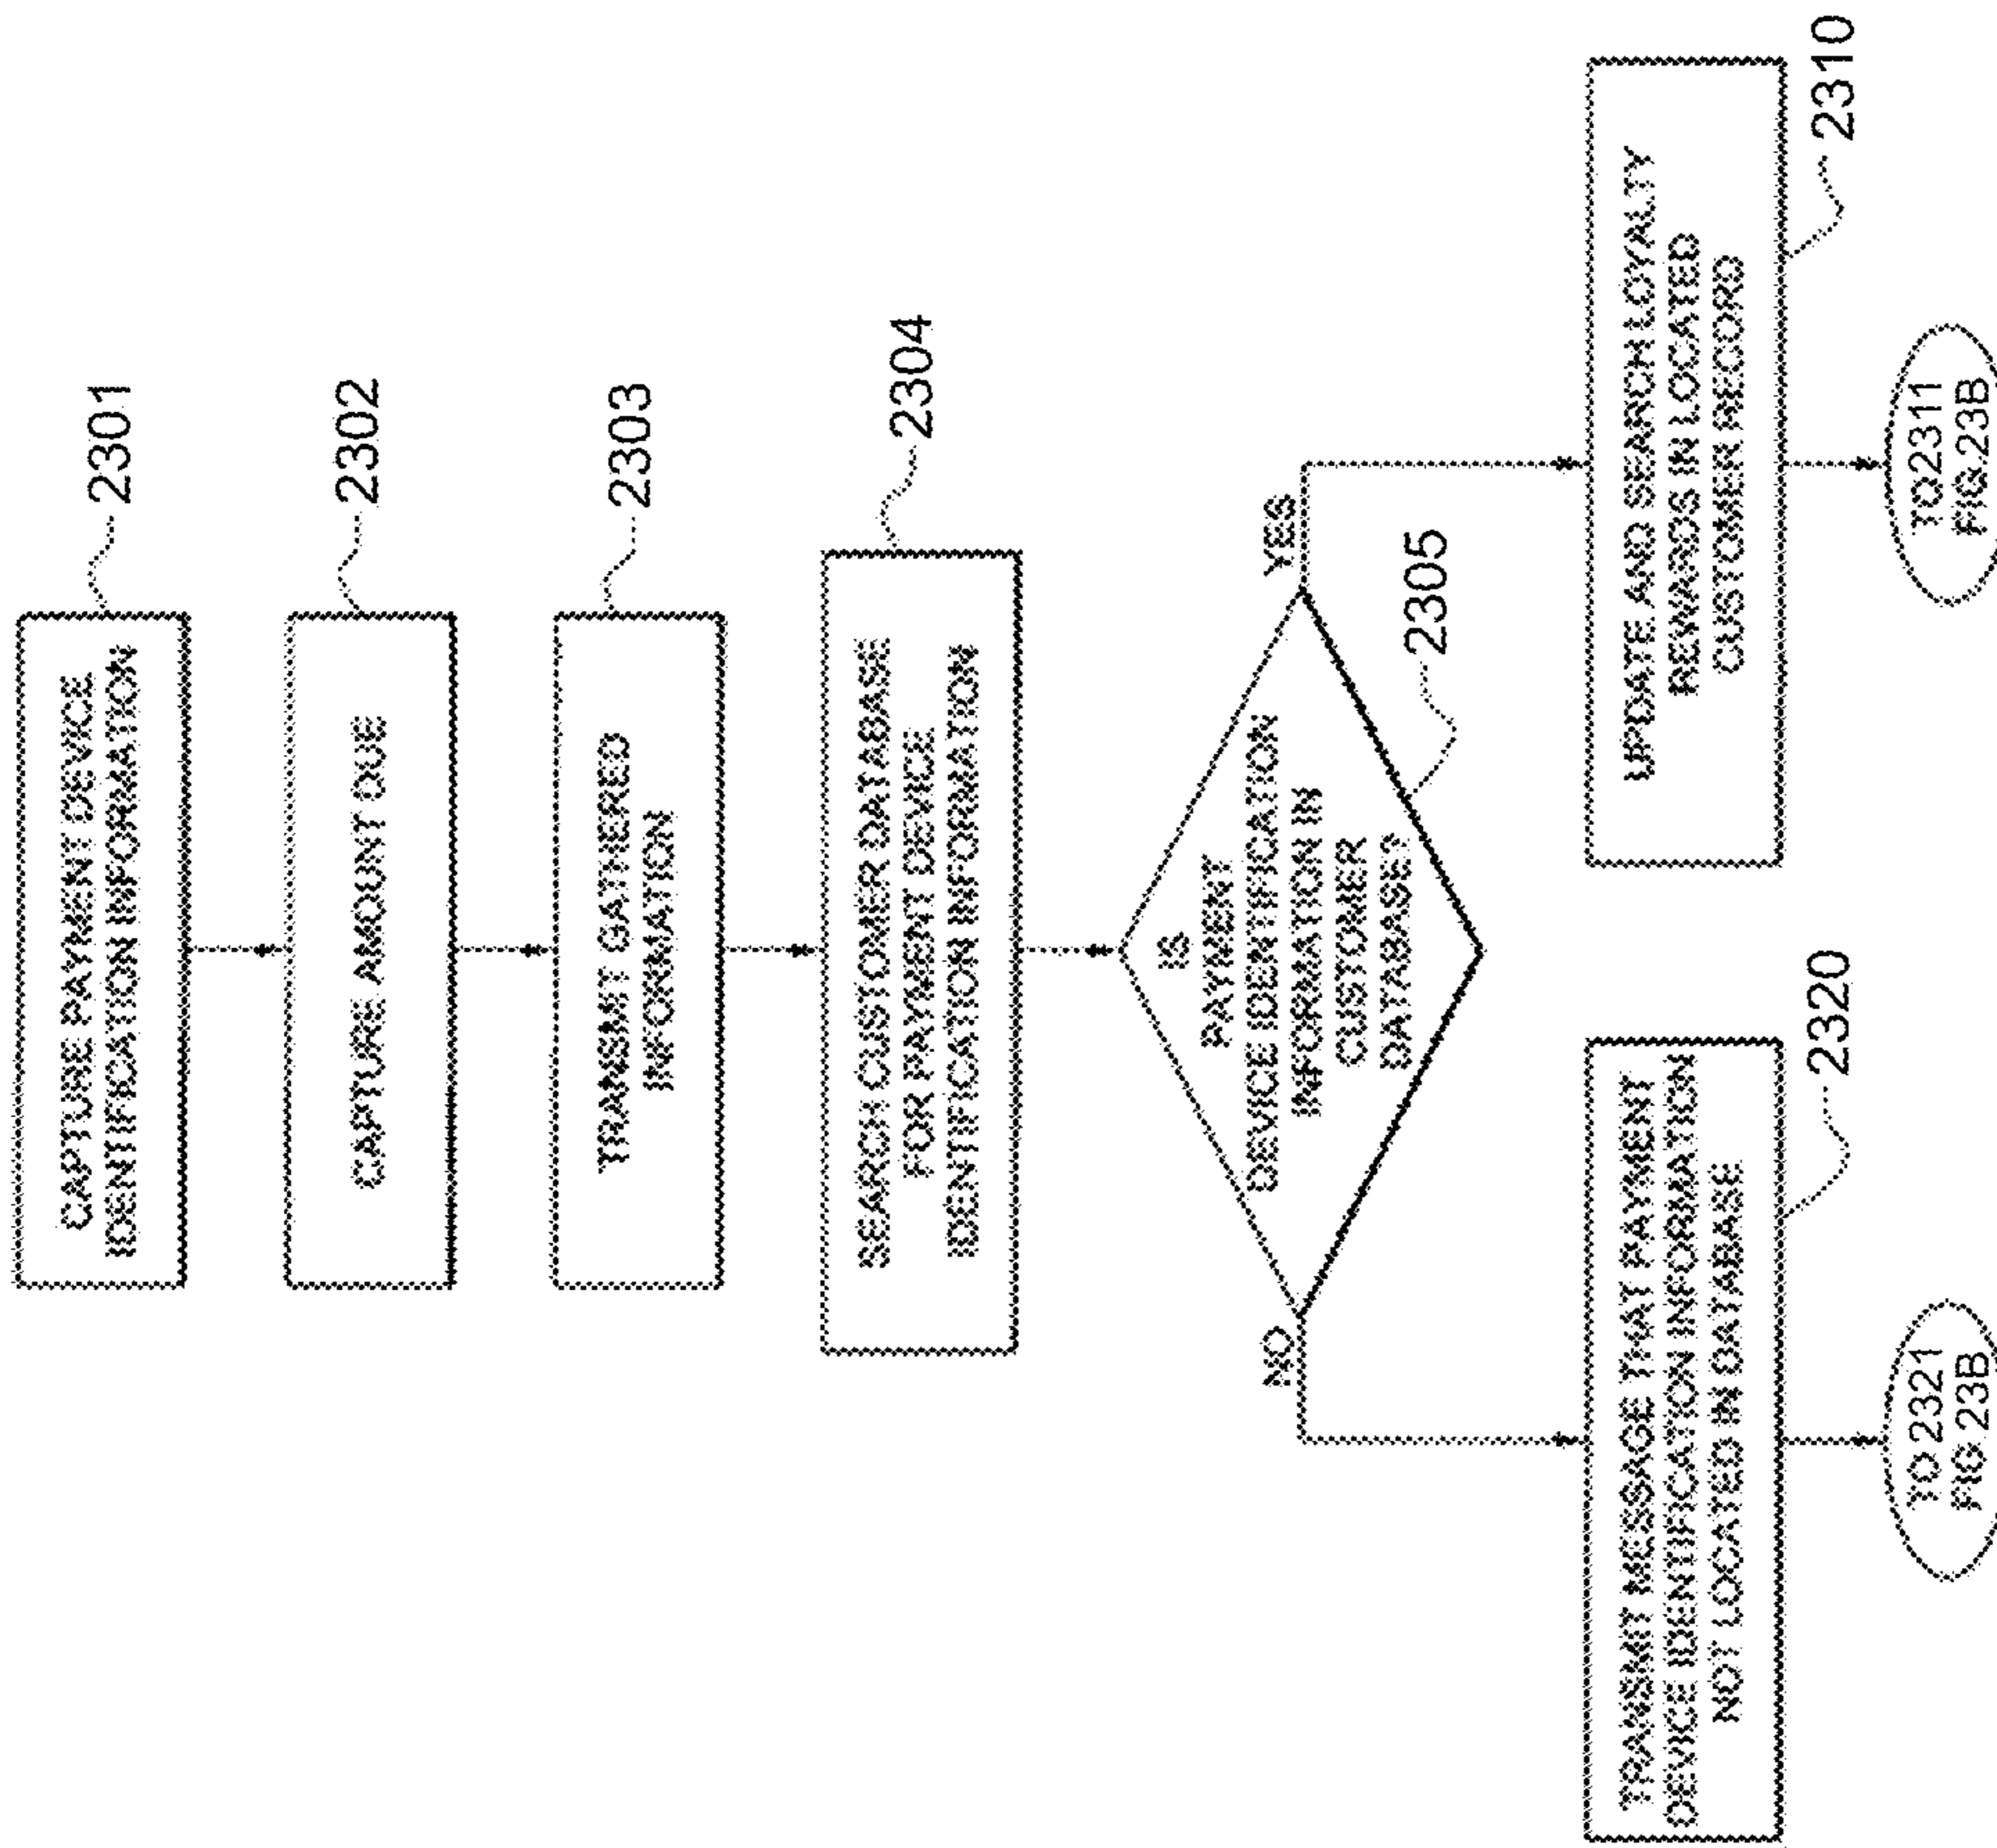 CAPTURE PAYMENT DEVICE
IDENTIFICATION INFORMATION
2301
CAPTURE AMOUNT DUE
2302
TRANSMIT GATHERED
INFORMATION
2303
SEARCH CUSTOMER DATABASE
FOR PAYMENT DEVICE
IDENTIFICATION INFORMATION
2304
IS
PAYMENT
DEVICE IDENTIFICATION
INFORMATION IN
CUSTOMER
DATABASE?
2305
NO
YES
TRANSMIT MESSAGE THAT PAYMENT
DEVICE IDENTIFICATION INFORMATION
NOT LOCATED IN DATABASE
2320
UPDATE AND SEARCH LOYALTY
REWARDS IN LOCATED
CUSTOMER RECORD
2310
TO 2321
FIG 23B
TO2311
FIG.23B